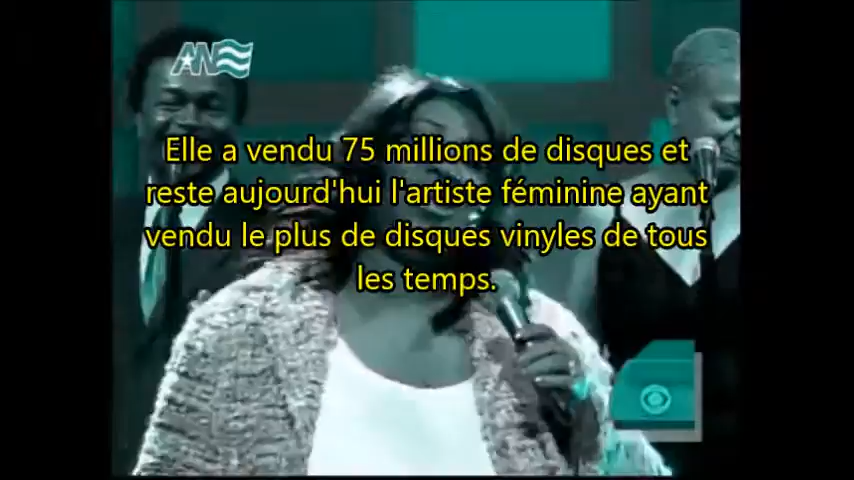 AN
Elle a vendu 75 millions de disques et
reste aujourd'hui l'artiste féminine ayant
vendu le plus de disques vinyles de tous
les temps.